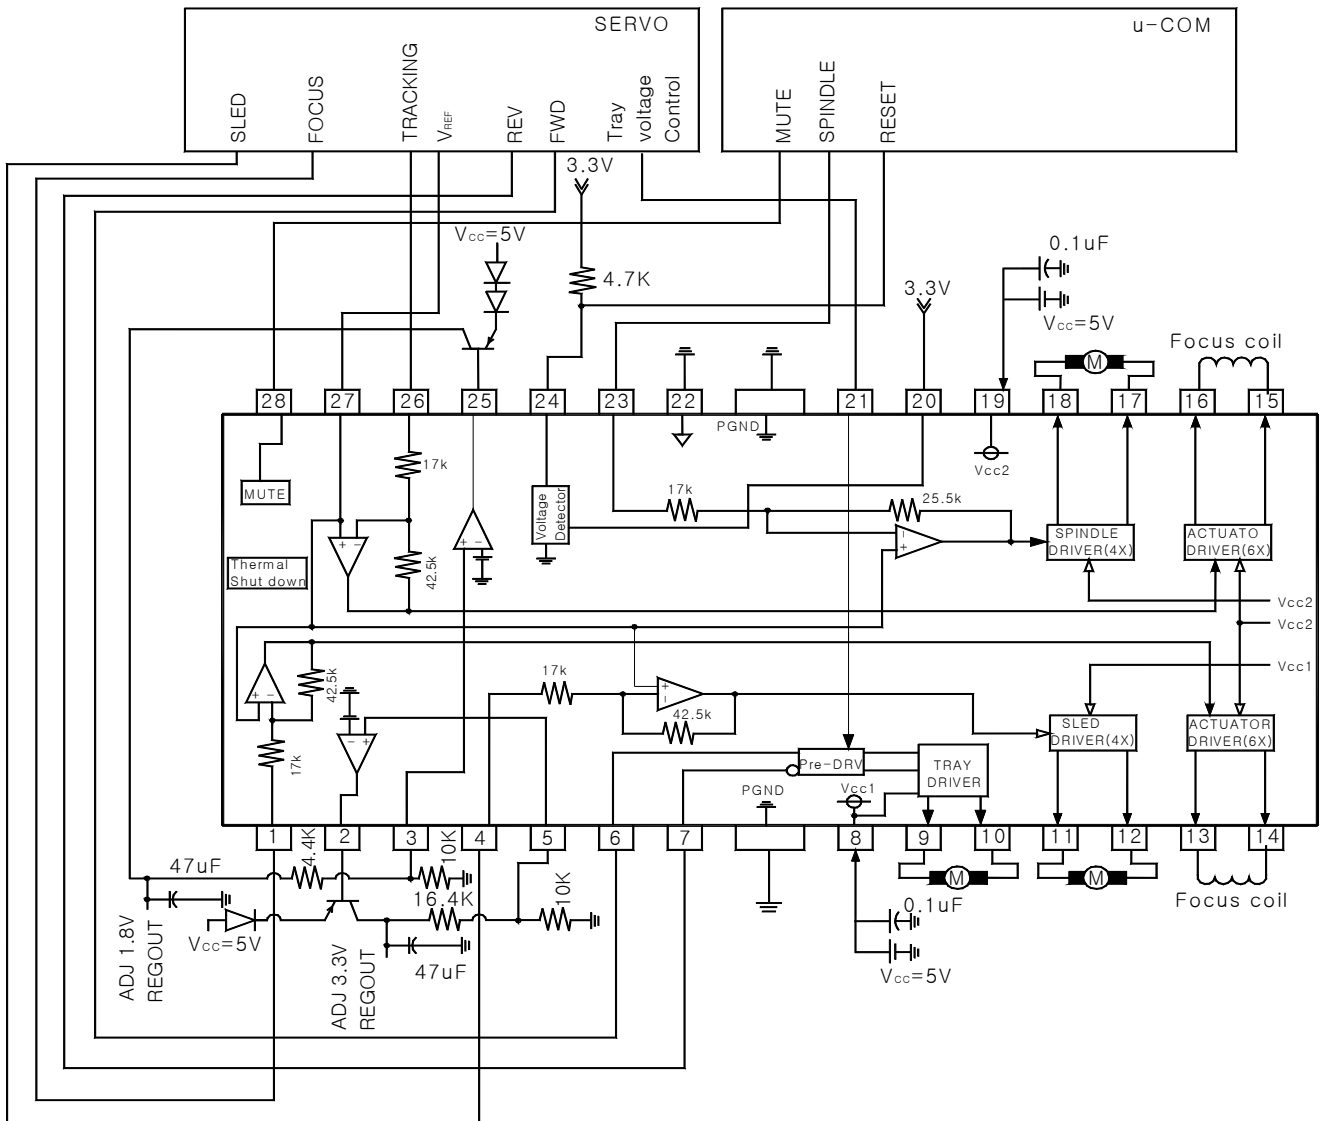 SERVO
u-COM
SLED
FOCUS
TRACKING
VREF
REV
FWD
Tray
voltage
Control
MUTE
SPINDLE
RESET
3.3V
Vcc=5V
4.7K
3.3V
0.1uF
Vcc=5V
Focus coil
M
28
27
26
25
24
23
22
21
20
19
18
17
16
15
PGND
Vcc2
17k
MUTE
Voltage
Detector
17k
25.5k
SPINDLE
DRIVER(4X)
ACTUATO
DRIVER(6X)
Thermal
Shut down
42.5k
Vcc2
Vcc2
Vcc1
42.5k
17k
17k
42.5k
SLED
DRIVER(4X)
ACTUATOR
DRIVER(6X)
Pre-DRV
TRAY
DRIVER
PGND
Vcc1
1
2
3
4
5
6
7
8
9
10
11
12
13
14
47uF
4.4K
10K
16.4K
10K
M
M
Focus coil
0.1uF
Vcc=5V
Vcc=5V
47uF
ADJ 1.8V
REGOUT
ADJ 3.3V
REGOUT